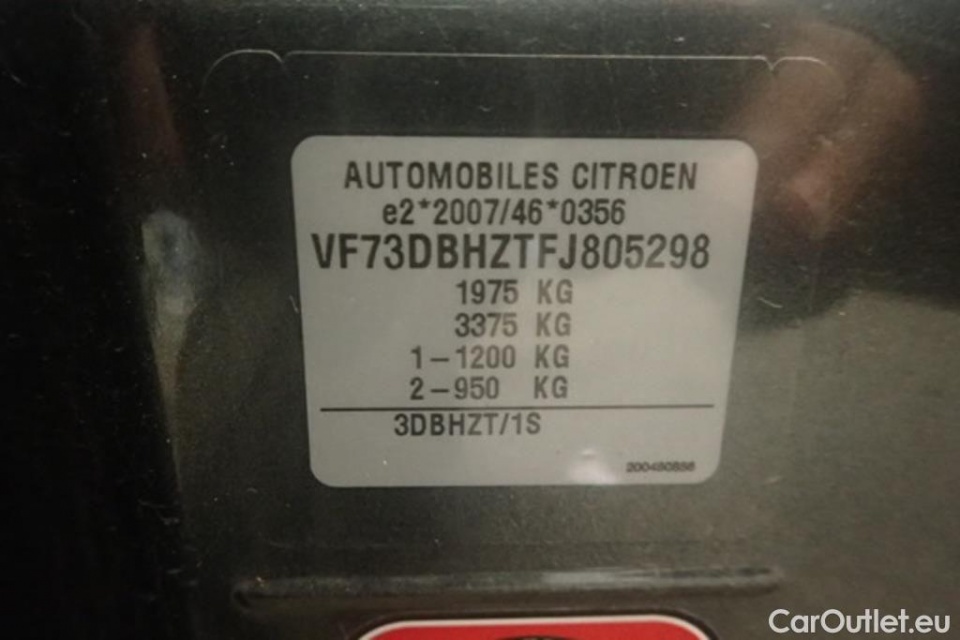 AUTOMOBILES CITROEN
e2*2007/46*0356
VF73DBHZTFJ805298
1975 KG
3375 KG
1-1200 KG
2-950 KG
3DBHZT/1S
CarOutlet.eu